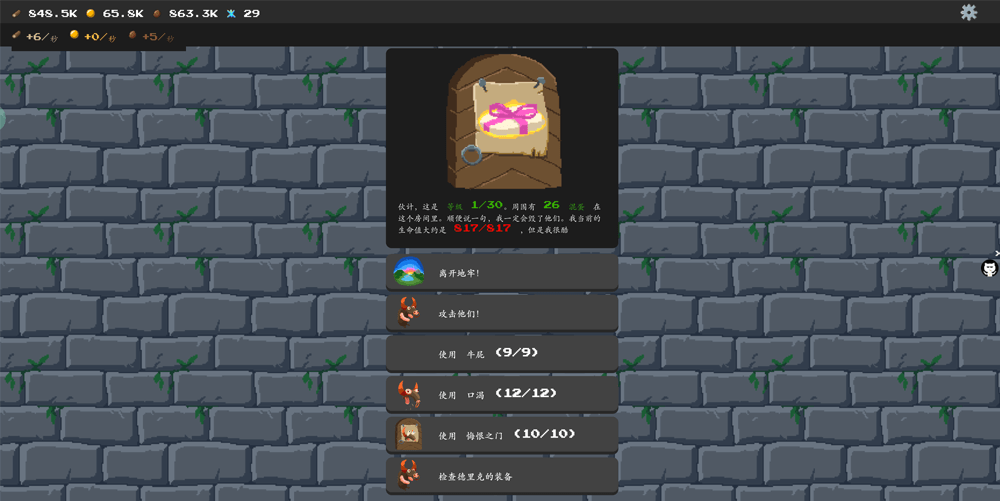 848.5K 65.8K 863.3K 29
+6/秒 +0/秒 +5/秒
伙计，这是 等级 1/30。周围有 26 混蛋 在
这个房间里。顺便说一句，我一定会毁了他们。我当前的
生命值大约是 817/817 ，但是我很酷
离开地牢！
攻击他们！
使用 牛屁 (9/9)
使用 口渴 (12/12)
使用 悔恨之门 (10/10)
检查德里克的装备